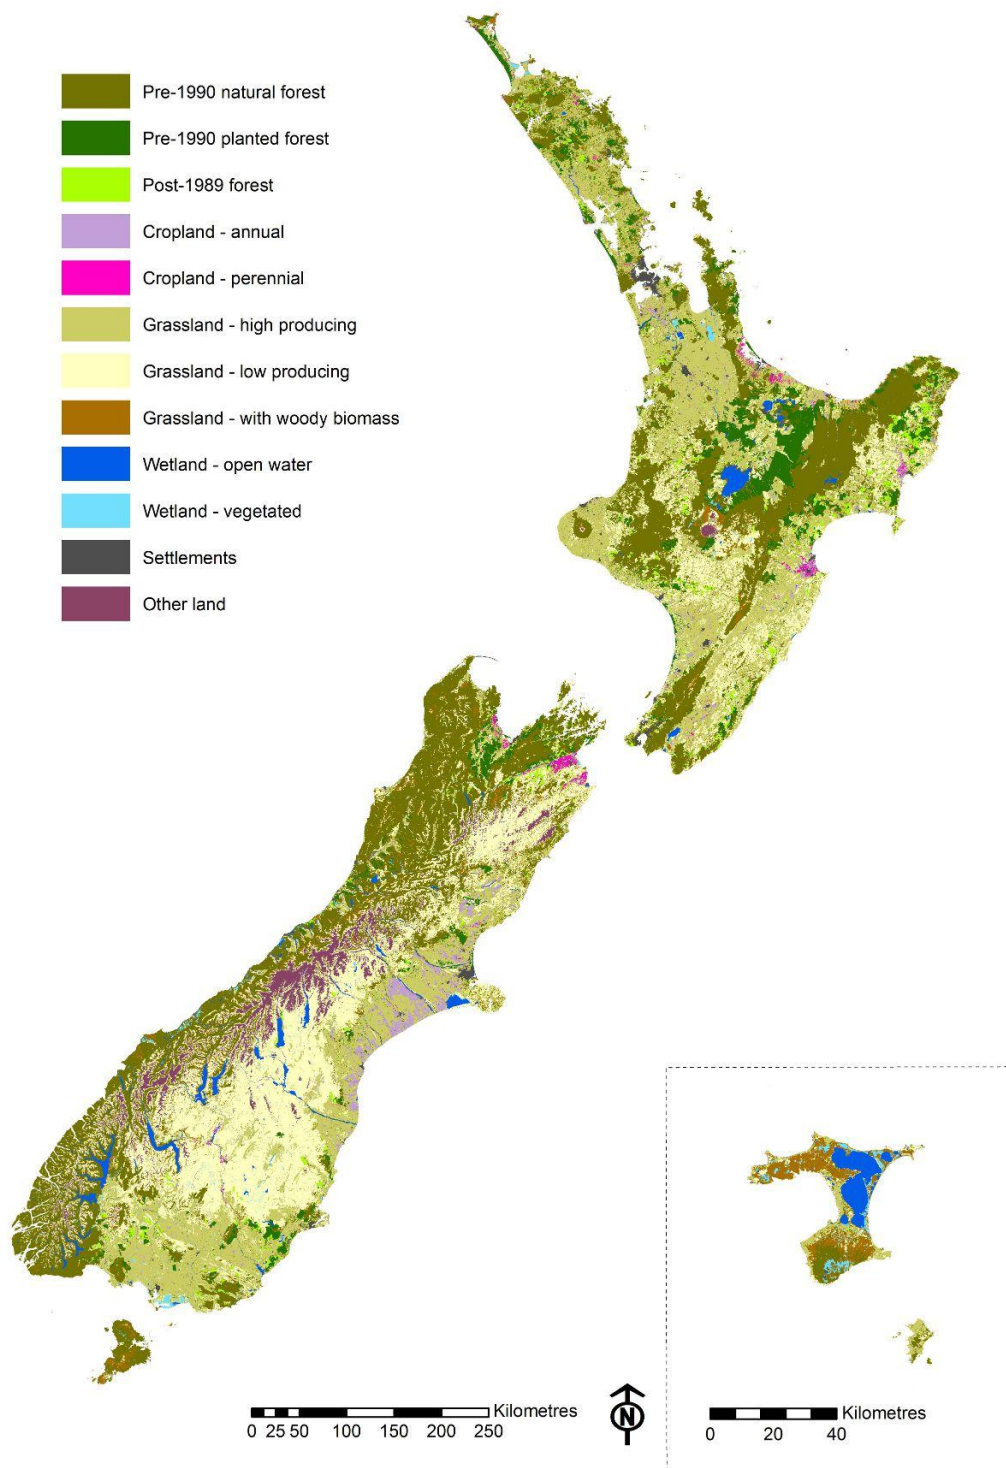 Pre-1990 natural forest
Pre-1990 planted forest
Post-1989 forest
Cropland - annual
Cropland - perennial
Grassland - high producing
Grassland - low producing
Grassland - with woody biomass
Wetland - open water
Wetland - vegetated
Settlements
Other land
Kilometres
0 25 50 100 150 200 250
N
Kilometres
0 20 40